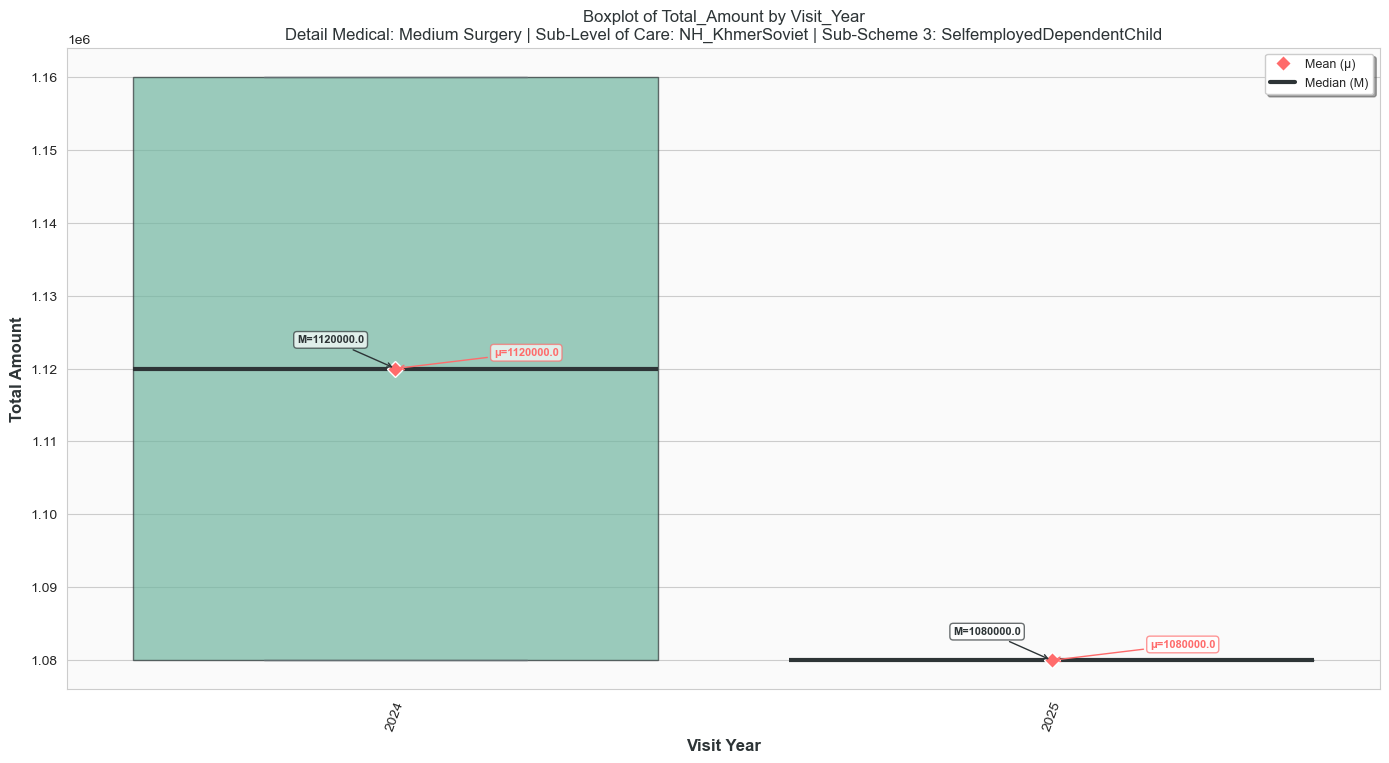 Boxplot of Total_Amount by Visit_Year
Detail Medical: Medium Surgery | Sub-Level of Care: NH_KhmerSoviet | Sub-Scheme 3: SelfemployedDependentChild
1e6
Mean (μ)
Median (M)
1.16
1.15
1.14
1.13
1.12
1.11
1.10
1.09
1.08
Total Amount
M=1120000.0
μ=1120000.0
M=1080000.0
μ=1080000.0
2024
2025
Visit Year